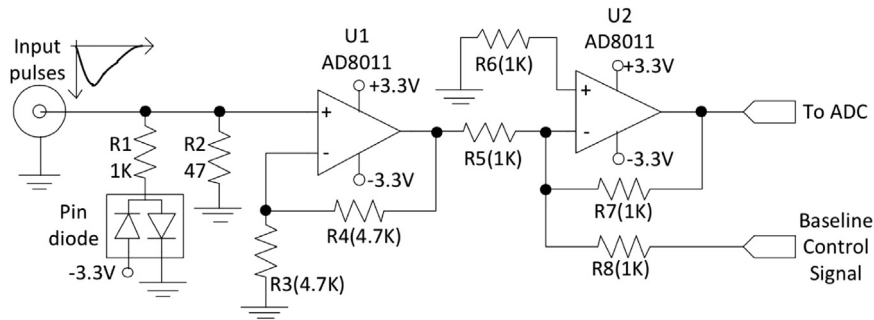 Input
pulses
R1
1K
R2
47
Pin
diode
-3.3V
U1
AD8011
+3.3V
+
-
-3.3V
R4(4.7K)
R3(4.7K)
R5(1K)
R6(1K)
U2
AD8011
+3.3V
+
-
-3.3V
R7(1K)
R8(1K)
To ADC
Baseline
Control
Signal